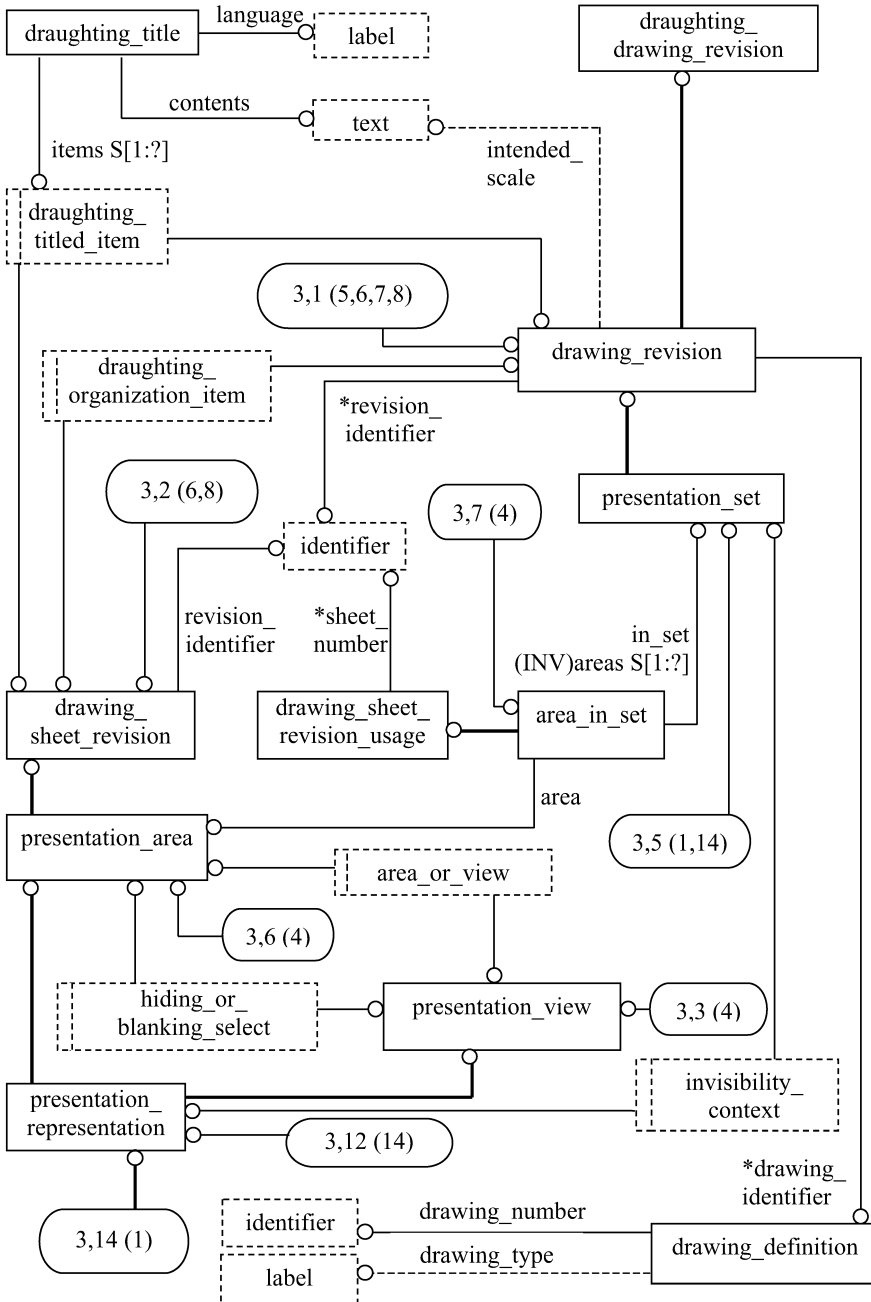 draughting_title
language
label
draughting_
drawing_revision
contents
text
intended_
scale
items S[1:?]
draughting_
titled_item
3,1 (5,6,7,8)
drawing_revision
draughting_
organization_item
*revision_
identifier
3,2 (6,8)
3,7 (4)
presentation_set
identifier
revision_
identifier
*sheet_
number
in_set
(INV)areas S[1:?]
drawing_
sheet_revision
drawing_sheet_
revision_usage
area_in_set
area
presentation_area
3,5 (1,14)
area_or_view
3,6 (4)
hiding_or_
blanking_select
presentation_view
3,3 (4)
presentation_
representation
invisibility_
context
3,12 (14)
*drawing_
identifier
3,14 (1)
identifier
drawing_number
drawing_definition
drawing_type
label